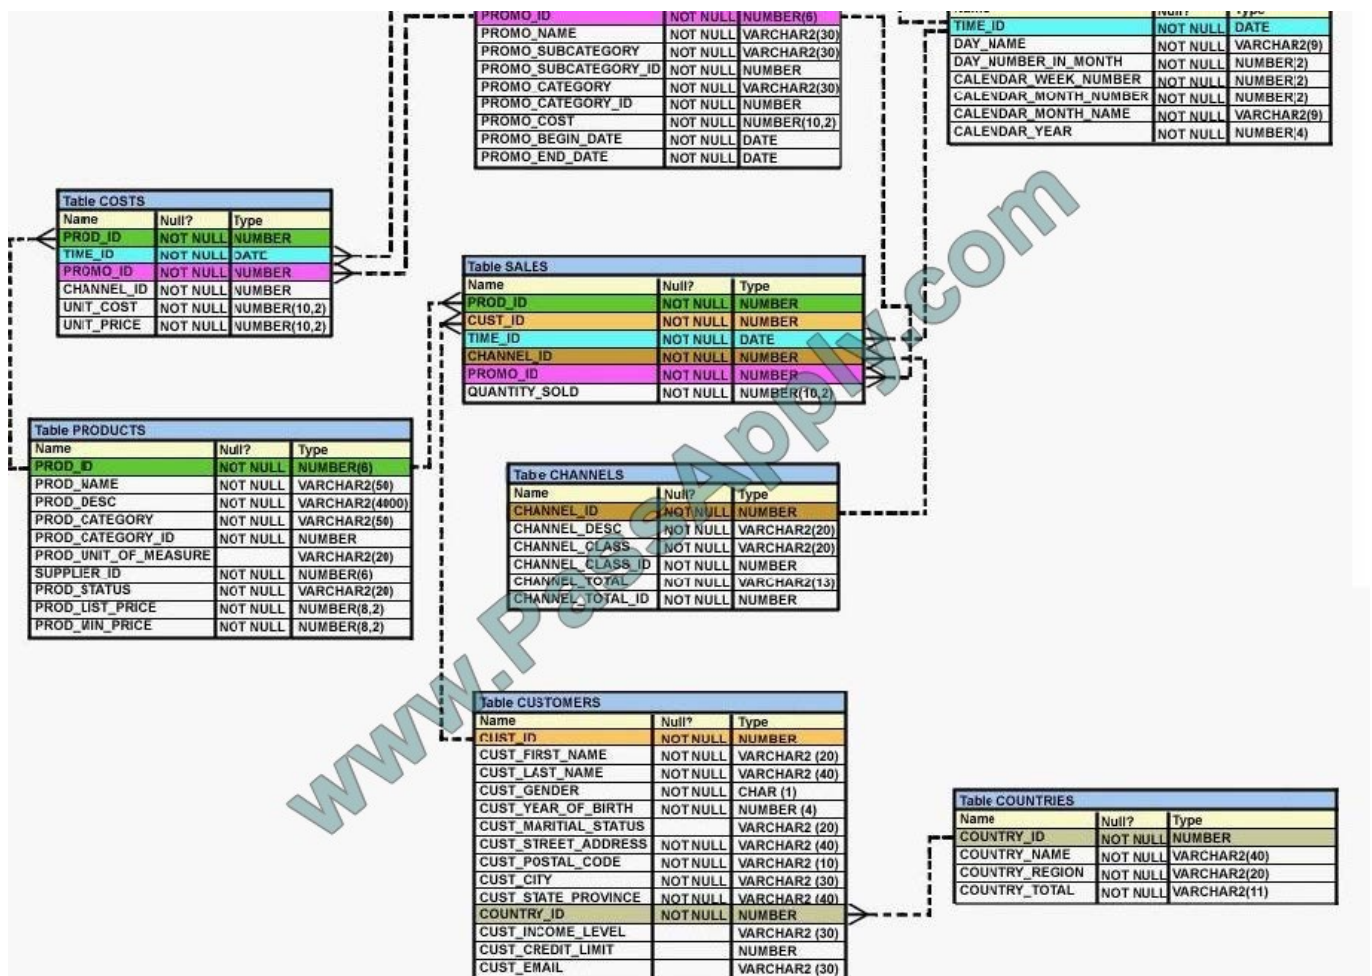 PROMO_ID NOT NULL NUMBER(6)
PROMO_NAME NOT NULL VARCHAR2(30)
PROMO_SUBCATEGORY NOT NULL VARCHAR2(30)
PROMO_SUBCATEGORY_ID NOT NULL NUMBER
PROMO_CATEGORY NOT NULL VARCHAR2(30)
PROMO_CATEGORY_ID NOT NULL NUMBER
PROMO_COST NOT NULL NUMBER(10,2)
PROMO_BEGIN_DATE NOT NULL DATE
PROMO_END_DATE NOT NULL DATE
Name Null? Type
TIME_ID NOT NULL DATE
DAY_NAME NOT NULL VARCHAR2(9)
DAY_NUMBER_IN_MONTH NOT NULL NUMBER(2)
CALENDAR_WEEK_NUMBER NOT NULL NUMBER(2)
CALENDAR_MONTH_NUMBER NOT NULL NUMBER(2)
CALENDAR_MONTH_NAME NOT NULL VARCHAR2(9)
CALENDAR_YEAR NOT NULL NUMBER(4)
Table COSTS
Name Null? Type
PROD_ID NOT NULL NUMBER
TIME_ID NOT NULL DATE
PROMO_ID NOT NULL NUMBER
CHANNEL_ID NOT NULL NUMBER
UNIT_COST NOT NULL NUMBER(10,2)
UNIT_PRICE NOT NULL NUMBER(10,2)
Table SALES
Name Null? Type
PROD_ID NOT NULL NUMBER
CUST_ID NOT NULL NUMBER
TIME_ID NOT NULL DATE
CHANNEL_ID NOT NULL NUMBER
PROMO_ID NOT NULL NUMBER
QUANTITY_SOLD NOT NULL NUMBER(10,2)
Table PRODUCTS
Name Null? Type
PROD_ID NOT NULL NUMBER(6)
PROD_NAME NOT NULL VARCHAR2(50)
PROD_DESC NOT NULL VARCHAR2(4000)
PROD_CATEGORY NOT NULL VARCHAR2(50)
PROD_CATEGORY_ID NOT NULL NUMBER
PROD_UNIT_OF_MEASURE VARCHAR2(20)
SUPPLIER_ID NOT NULL NUMBER(6)
PROD_STATUS NOT NULL VARCHAR2(20)
PROD_LIST_PRICE NOT NULL NUMBER(8,2)
PROD_MIN_PRICE NOT NULL NUMBER(8,2)
Table CHANNELS
Name Null? Type
CHANNEL_ID NOT NULL NUMBER
CHANNEL_DESC NOT NULL VARCHAR2(20)
CHANNEL_CLASS NOT NULL VARCHAR2(20)
CHANNEL_CLASS_ID NOT NULL NUMBER
CHANNEL_TOTAL NOT NULL VARCHAR2(13)
CHANNEL_TOTAL_ID NOT NULL NUMBER
Table CUSTOMERS
Name Null? Type
CUST_ID NOT NULL NUMBER
CUST_FIRST_NAME NOT NULL VARCHAR2 (20)
CUST_LAST_NAME NOT NULL VARCHAR2 (40)
CUST_GENDER NOT NULL CHAR (1)
CUST_YEAR_OF_BIRTH NOT NULL NUMBER (4)
CUST_MARITIAL_STATUS VARCHAR2 (20)
CUST_STREET_ADDRESS NOT NULL VARCHAR2 (40)
CUST_POSTAL_CODE NOT NULL VARCHAR2 (10)
CUST_CITY NOT NULL VARCHAR2 (30)
CUST_STATE_PROVINCE NOT NULL VARCHAR2 (40)
COUNTRY_ID NOT NULL NUMBER
CUST_INCOME_LEVEL VARCHAR2 (30)
CUST_CREDIT_LIMIT NUMBER
CUST_EMAIL VARCHAR2 (30)
Table COUNTRIES
Name Null? Type
COUNTRY_ID NOT NULL NUMBER
COUNTRY_NAME NOT NULL VARCHAR2(40)
COUNTRY_REGION NOT NULL VARCHAR2(20)
COUNTRY_TOTAL NOT NULL VARCHAR2(11)
www.PassApply.com